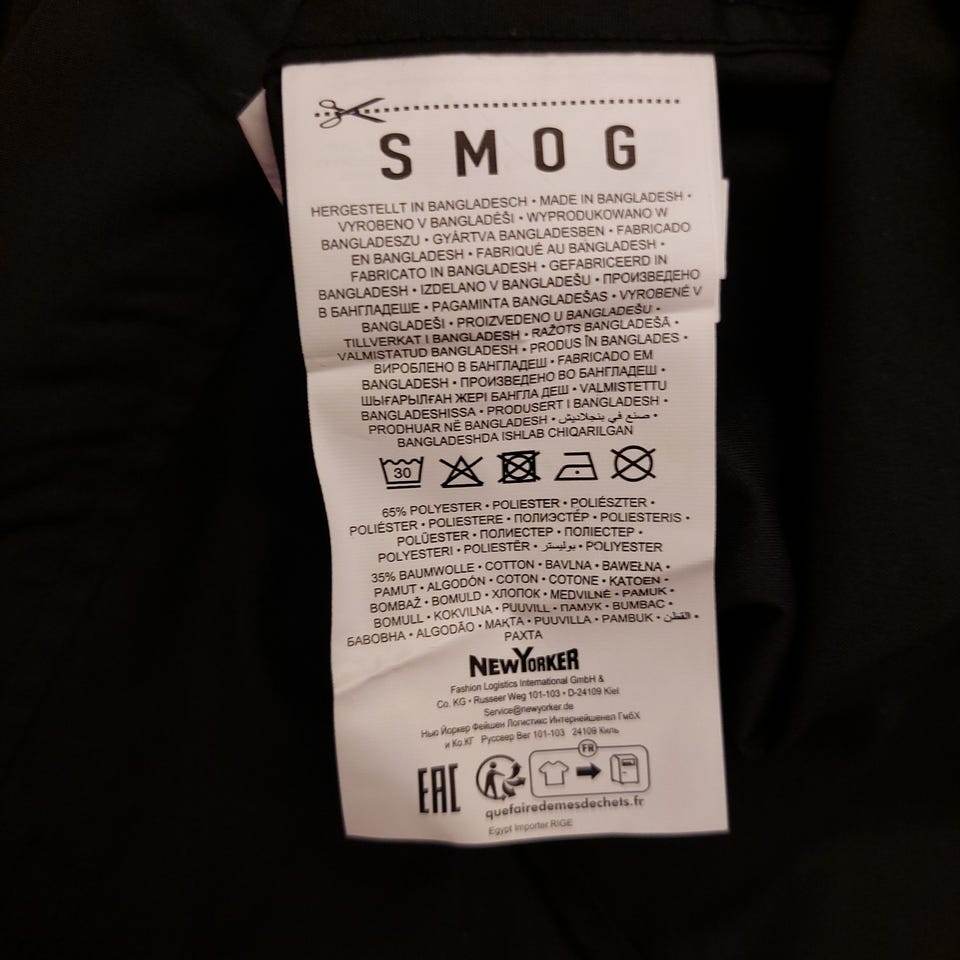 SMOG
HERGESTELLT IN BANGLADESCH • MADE IN BANGLADESH •
VYROBENO V BANGLADÉŠI • WYPRODUKOWANO W
BANGLADESZU • GYÁRTVA BANGLADESBEN • FABRICADO
EN BANGLADESH • FABRIQUÉ AU BANGLADESH •
FABRICATO IN BANGLADESH • GEFABRICEERD IN
BANGLADESH • IZDELANO V BANGLADEŠU • ПРОИЗВЕДЕНО
В БАНГЛАДЕШЕ • PAGAMINTA BANGLADEŠAS • VYROBENÉ V
BANGLADEŠI • PROIZVEDENO U BANGLADEŠU •
TILLVERKAT I BANGLADESH • RAŽOTS BANGLADEŠĀ •
VALMISTATUD BANGLADESH • PRODUS ÎN BANGLADES •
ВИРОБЛЕНО В БАНГЛАДЕШ • FABRICADO EM
BANGLADESH • ПРОИЗВЕДЕНО ВО БАНГЛАДЕШ •
ШЫҒАРЫЛҒАН ЖЕРІ БАНГЛА ДЕШ • VALMISTETTU
BANGLADESHISSA • PRODUSERT I BANGLADESH •
PRODHUAR NË BANGLADESH • صنع في بنجلاديش •
BANGLADESHDA ISHLAB CHIQARILGAN
30
65% POLYESTER • POLIESTER • POLIÉSZTER •
POLIÉSTER • POLIESTERE • ПОЛИЭСТЕР • POLIESTERIS •
POLÜESTER • ПОЛИЕСТЕР • ПОЛІЕСТЕР •
POLYESTERI • POLIESTËR • بوليستر • POLIYESTER
35% BAUMWOLLE • COTTON • BAVLNA • BAWEŁNA •
PAMUT • ALGODÓN • COTON • COTONE • KATOEN •
BOMBAŽ • BOMULD • ХЛОПОК • MEDVILNĖ • PAMUK •
BOMULL • KOKVILNA • PUUVILL • ПАМУК • BUMBAC •
БАВОВНА • ALGODÃO • МАҚТА • PUUVILLA • PAMBUK • القطن •
PAXTA
NEWYORKER
Fashion Logistics International GmbH &
Co. KG • Russeer Weg 101-103 • D-24109 Kiel
Service@newyorker.de
Нью Йоркер Фейшен Логистикс Интернейшенел ГмбХ
и Ко.КГ Руссеер Вег 101-103 24109 Киль
FR
EAC
quefairedemesdechets.fr
Egypt Importer RIGE